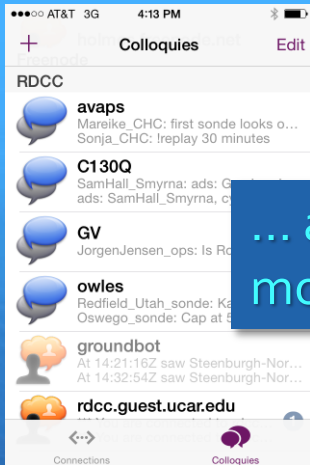 AT&T 3G 4:13 PM
+ Colloquies Edit
Freenode
RDCC
avaps
Mareike_CHC: first sonde looks o...
Sonja_CHC: !replay 30 minutes
C130Q
SamHall_Smyrna: ads:
ads: SamHall_Smyrna,
GV
JorgenJensen_ops: Is
... a
mo
owles
Redfield_Utah_sonde:
Oswego_sonde: Cap at
groundbot
At 14:21:16Z saw Steenburgh-Nor...
At 14:32:54Z saw Steenburgh-Nor...
rdcc.guest.ucar.edu
1
Connections Colloquies